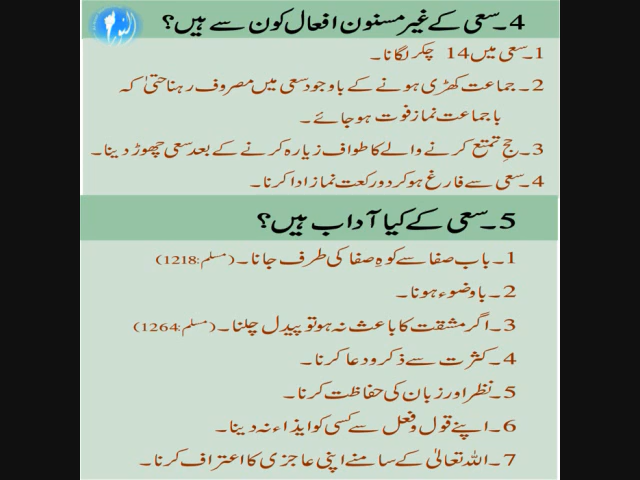 4۔سعی کے غیر مسنون افعال کون سے ہیں؟
النور
1۔سعی میں 14 چکر لگانا۔
2۔جماعت کھڑی ہونے کے باوجود سعی میں مصروف رہنا حتیٰ کہ
با جماعت نماز فوت ہو جائے۔
3۔حجِ تمتع کرنے والے کا طواف زیارہ کرنے کے بعد سعی چھوڑ دینا۔
4۔سعی سے فارغ ہو کر دو رکعت نماز ادا کرنا۔
5۔سعی کے کیا آداب ہیں؟
1۔باب صفا سے کوہِ صفا کی طرف جانا۔(مسلم:1218)
2۔باوضوء ہونا۔
3۔اگر مشقت کا باعث نہ ہو تو پیدل چلنا۔(مسلم:1264)
4۔کثرت سے ذکر و دعا کرنا۔
5۔نظر اور زبان کی حفاظت کرنا۔
6۔اپنے قول و فعل سے کسی کو ایذاء نہ دینا۔
7۔اللہ تعالیٰ کے سامنے اپنی عاجزی کا اعتراف کرنا۔